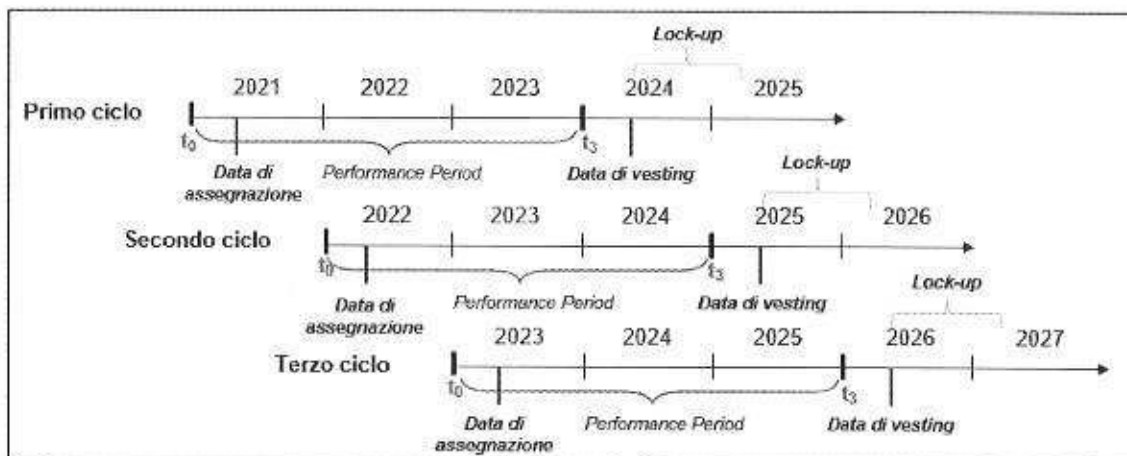 Lock-up
2021 2022 2023 2024 2025
Primo ciclo
t0 t3
Data di assegnazione Performance Period Data di vesting
Lock-up
2022 2023 2024 2025 2026
Secondo ciclo
t0 t3
Data di assegnazione Performance Period Data di vesting
Lock-up
2023 2024 2025 2026 2027
Terzo ciclo
t0 t3
Data di assegnazione Performance Period Data di vesting